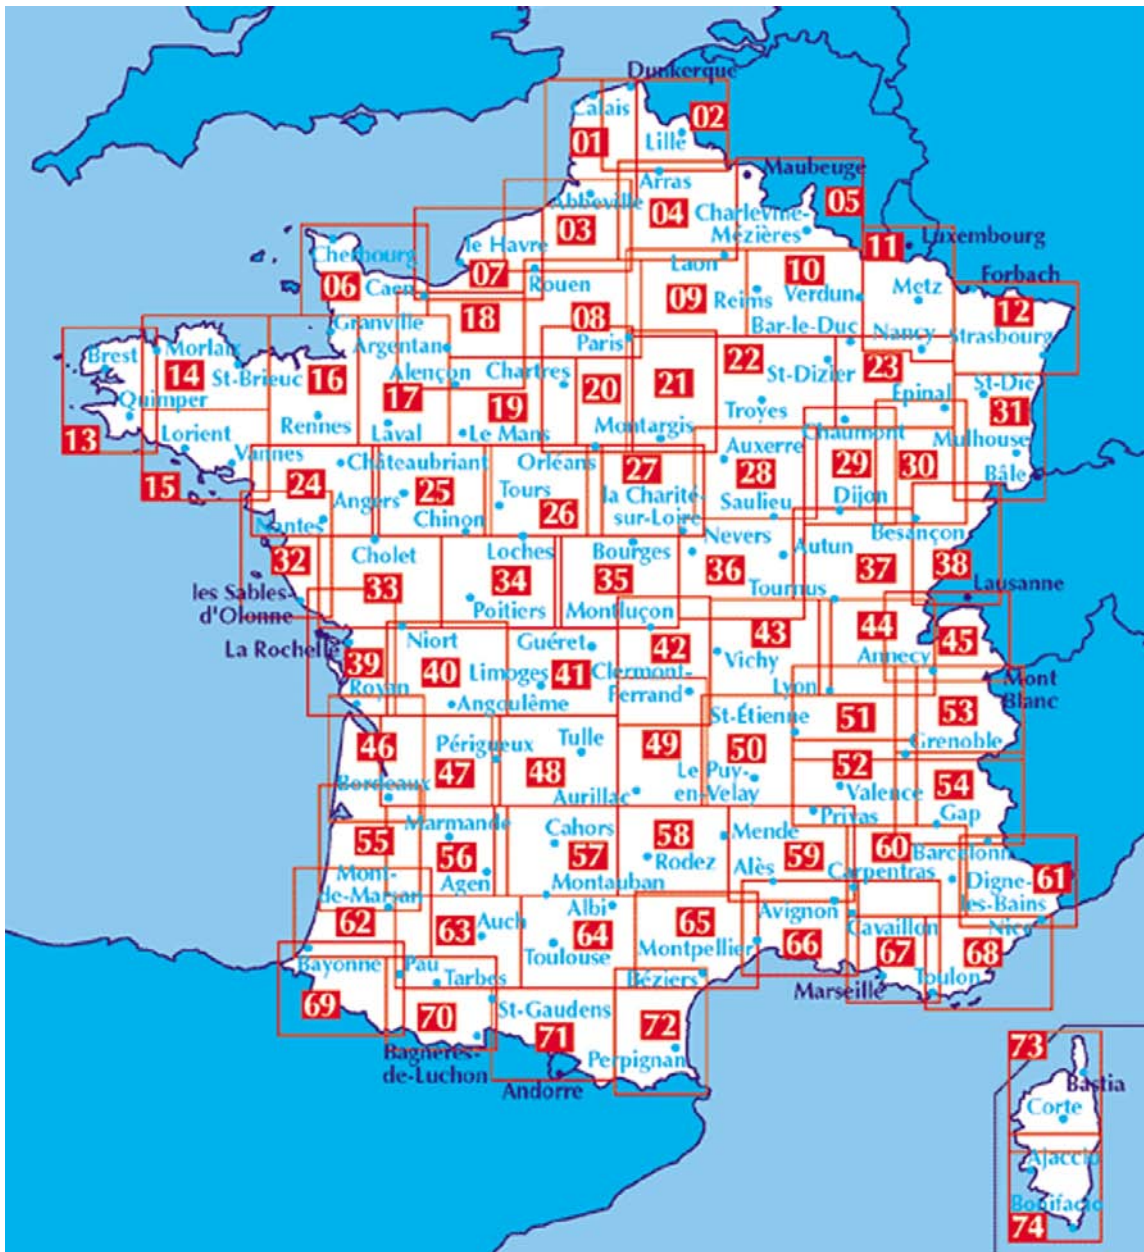 Dunkerque
Calais
02
01
Lille
Maubeuge
Arras
05
Abbeville
04
Charleville-
Mézières
03
11
Luxembourg
Cherbourg
le Havre
Laon
10
Forbach
07
06
Caen
Rouen
09
Reims
Verdun
Metz
12
18
08
Granville
Bar-le-Duc
Nancy
Strasbourg
Argentan
Paris
Brest
Morlaix
14
St-Brieuc
16
Alençon
Chartres
20
21
22
St-Dizier
23
St-Dié
Quimper
17
19
Troyes
Épinal
31
13
Lorient
Rennes
Laval
Le Mans
Montargis
Chaumont
Mulhouse
Vannes
Châteaubriant
Orléans
27
Auxerre
28
29
30
Bâle
15
24
Angers
25
Tours
la Charité-
sur-Loire
Saulieu
Dijon
Nantes
Chinon
26
Nevers
Besançon
Cholet
Loches
Bourges
Autun
32
33
34
35
36
37
38
Lausanne
les Sables-
d'Olonne
Poitiers
Montluçon
Tournus
La Rochelle
Niort
Guéret
42
43
44
45
39
40
Limoges
41
Clermont-
Ferrand
Vichy
Annecy
Royan
Angoulême
Lyon
Mont
Blanc
St-Étienne
51
53
46
Périgueux
Tulle
49
50
Grenoble
47
48
Le Puy-
en-Velay
52
Bordeaux
Aurillac
Valence
54
Marmande
Cahors
58
Mende
Privas
Gap
55
56
57
Rodez
59
60
Barcelonn
Mont-
de-Marsan
Agen
Montauban
Alès
Carpentras
Digne-
les-Bains
61
62
63
Auch
Albi
65
Avignon
Cavaillon
Nice
64
Toulouse
Montpellier
66
67
68
Bayonne
Pau
Tarbes
Béziers
Marseille
Toulon
69
70
St-Gaudens
71
72
73
Bagnères-
de-Luchon
Perpignan
Andorre
Bastia
Corte
Ajaccio
Bonifacio
74